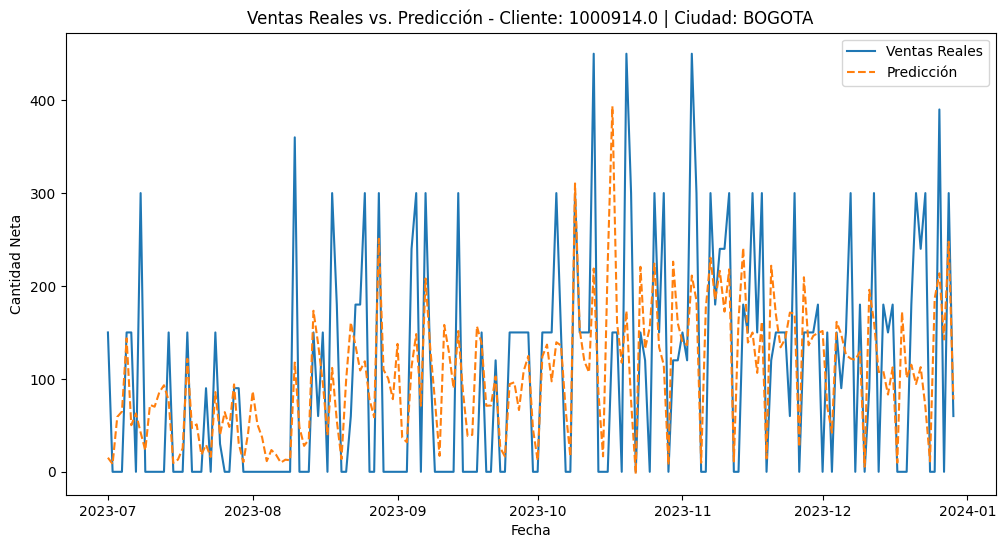 Ventas Reales vs. Predicción - Cliente: 1000914.0 | Ciudad: BOGOTA
Ventas Reales
Predicción
Cantidad Neta
400
300
200
100
0
2023-07
2023-08
2023-09
2023-10
2023-11
2023-12
2024-01
Fecha